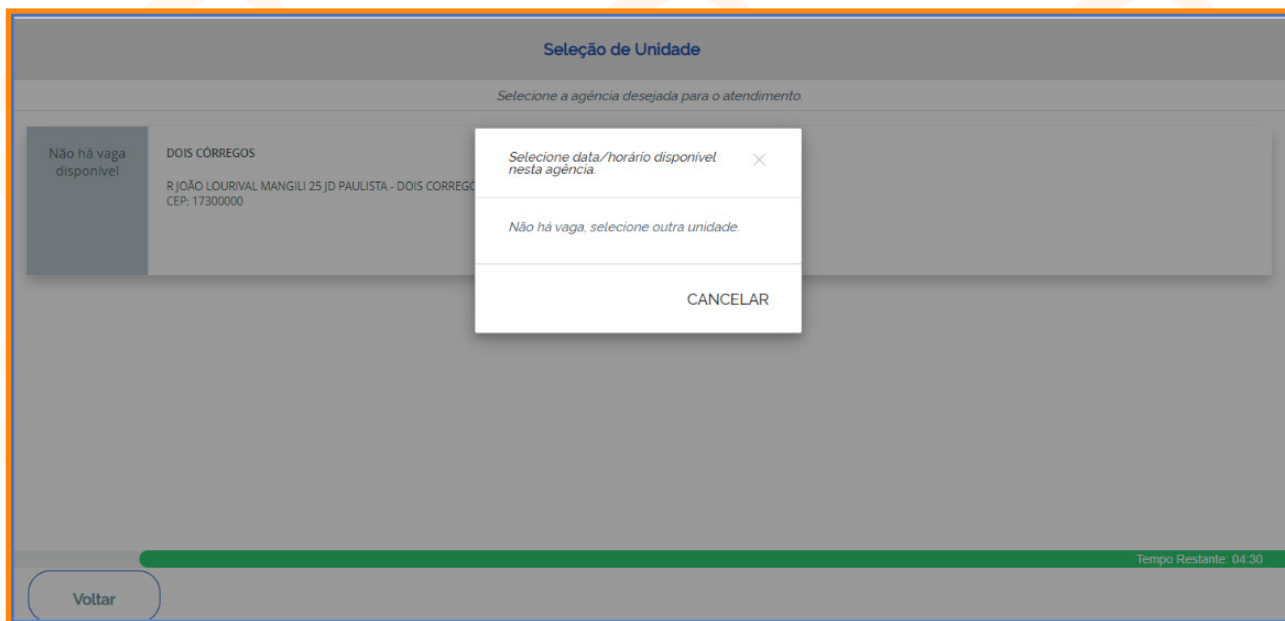 Seleção de Unidade
Selecione a agência desejada para o atendimento.
Não há vaga
disponível
DOIS CÓRREGOS
R JOÃO LOURIVAL MANGILI 25 JD PAULISTA - DOIS CORREGO
CEP: 17300000
Selecione data/horário disponível
nesta agência.
Não há vaga, selecione outra unidade.
CANCELAR
Tempo Restante: 04:30
Voltar